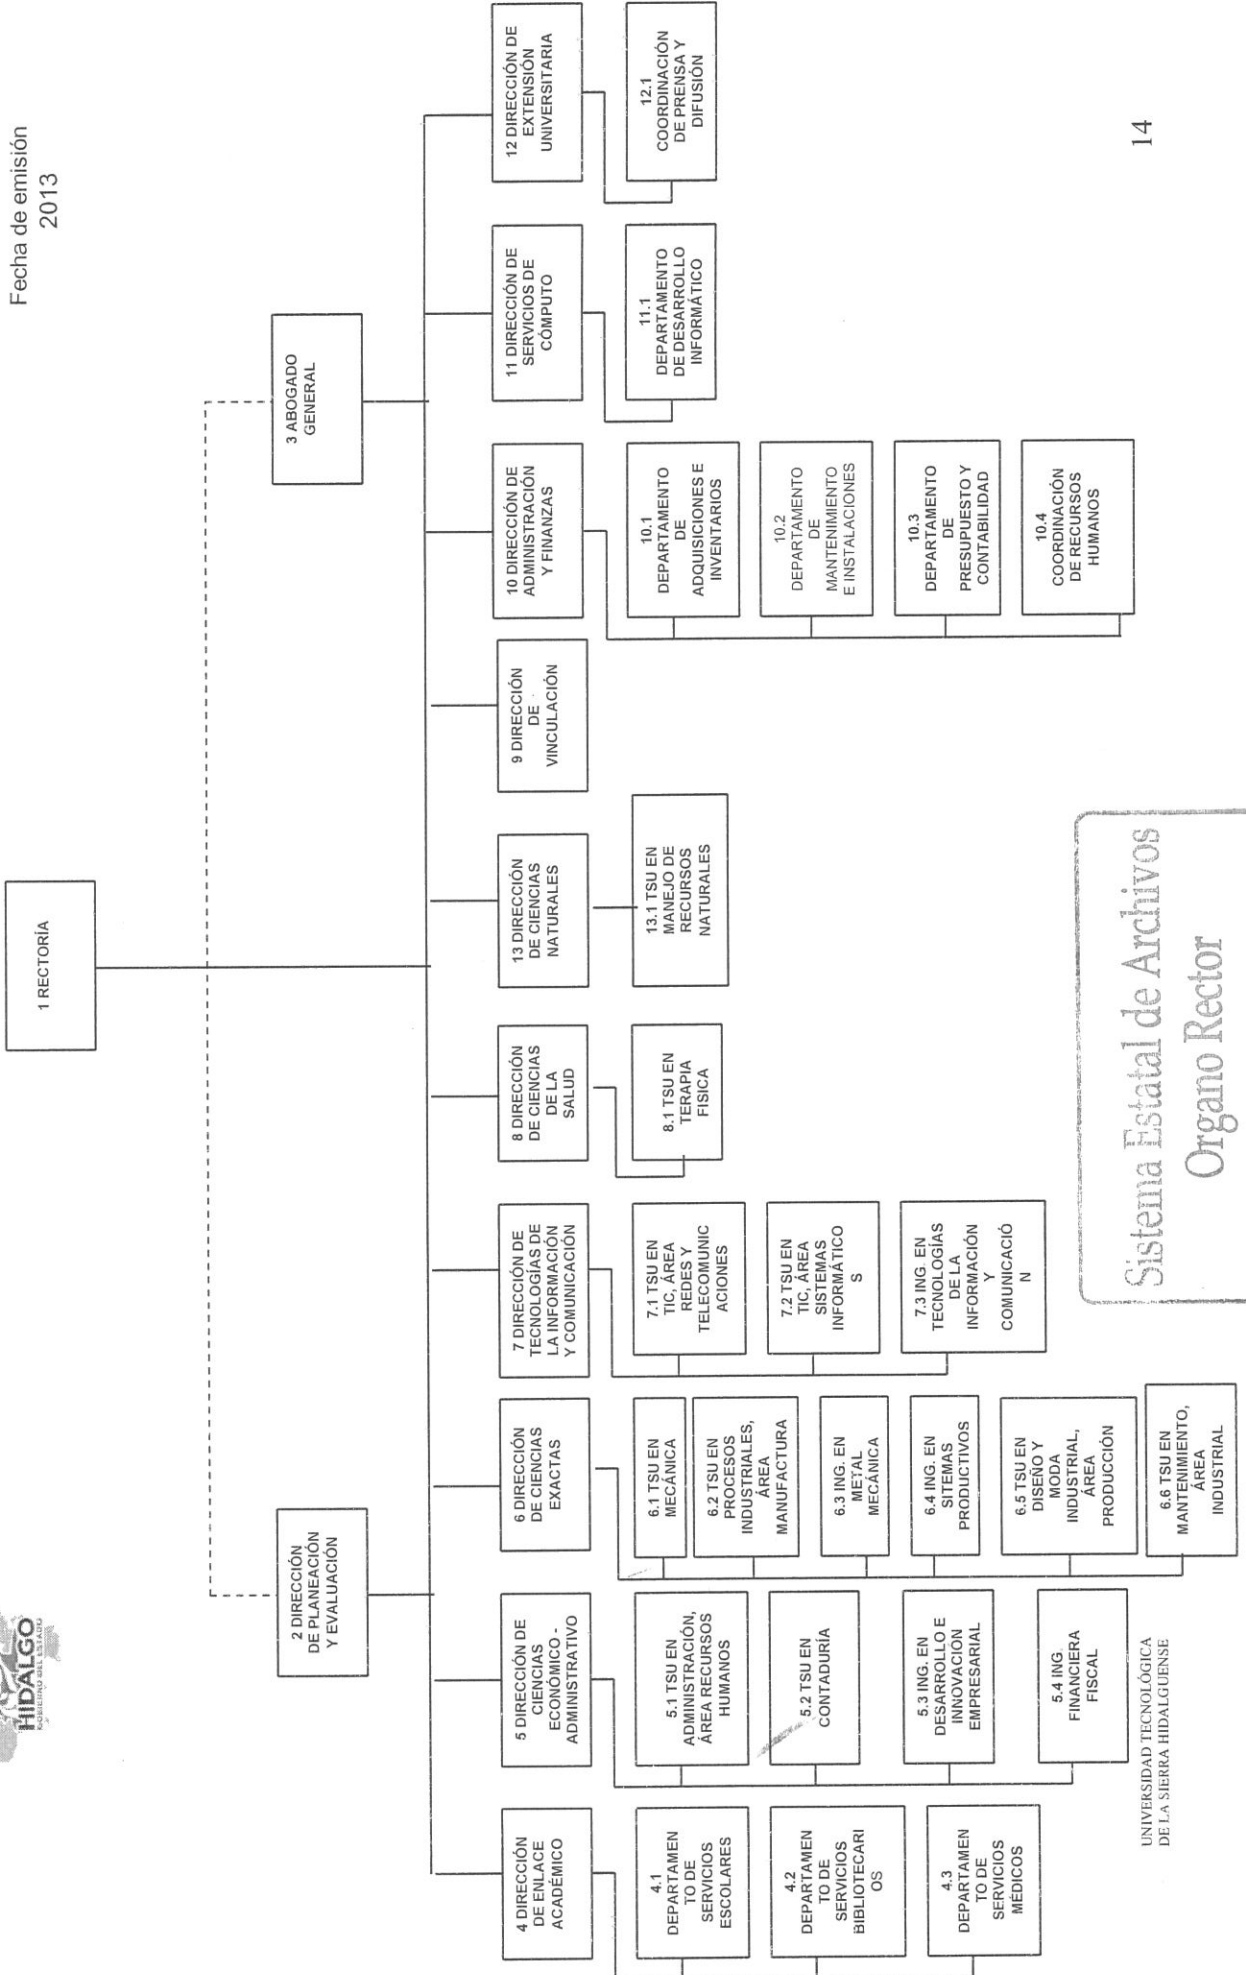 HIDALGO
GOBIERNO DEL ESTADO
Fecha de emisión
2013
1 RECTORÍA
2 DIRECCIÓN
DE PLANEACIÓN
Y EVALUACIÓN
3 ABOGADO
GENERAL
4 DIRECCIÓN
DE ENLACE
ACADÉMICO
5 DIRECCIÓN DE
CIENCIAS
ECONÓMICO -
ADMINISTRATIVO
6 DIRECCIÓN
DE CIENCIAS
EXACTAS
7 DIRECCIÓN DE
TECNOLOGÍAS DE
LA INFORMACIÓN
Y COMUNICACIÓN
8 DIRECCIÓN
DE CIENCIAS
DE LA
SALUD
13 DIRECCIÓN
DE CIENCIAS
NATURALES
9 DIRECCIÓN
DE
VINCULACIÓN
10 DIRECCIÓN DE
ADMINISTRACIÓN
Y FINANZAS
11 DIRECCIÓN DE
SERVICIOS DE
CÓMPUTO
12 DIRECCIÓN DE
EXTENSIÓN
UNIVERSITARIA
4.1
DEPARTAMEN
TO DE
SERVICIOS
ESCOLARES
4.2
DEPARTAMEN
TO DE
SERVICIOS
BIBLIOTECARI
OS
4.3
DEPARTAMEN
TO DE
SERVICIOS
MÉDICOS
5.1 TSU EN
ADMINISTRACIÓN,
ÁREA RECURSOS
HUMANOS
5.2 TSU EN
CONTADURÍA
5.3 ING. EN
DESARROLLO E
INNOVACIÓN
EMPRESARIAL
5.4 ING.
FINANCIERA
FISCAL
6.1 TSU EN
MECÁNICA
6.2 TSU EN
PROCESOS
INDUSTRIALES,
ÁREA
MANUFACTURA
6.3 ING. EN
METAL
MECÁNICA
6.4 ING. EN
SITEMAS
PRODUCTIVOS
6.5 TSU EN
DISEÑO Y
MODA
INDUSTRIAL,
ÁREA
PRODUCCIÓN
6.6 TSU EN
MANTENIMIENTO,
ÁREA
INDUSTRIAL
7.1 TSU EN
TIC, ÁREA
REDES Y
TELECOMUNIC
ACIONES
7.2 TSU EN
TIC, ÁREA
SISTEMAS
INFORMÁTICO
S
7.3 ING. EN
TECNOLOGÍAS
DE LA
INFORMACIÓN
Y
COMUNICACIÓ
N
8.1 TSU EN
TERAPIA
FISICA
13.1 TSU EN
MANEJO DE
RECURSOS
NATURALES
10.1
DEPARTAMENTO
DE
ADQUISICIONES E
INVENTARIOS
10.2
DEPARTAMENTO
DE
MANTENIMIENTO
E INSTALACIONES
10.3
DEPARTAMENTO
DE
PRESUPUESTO Y
CONTABILIDAD
10.4
COORDINACIÓN
DE RECURSOS
HUMANOS
11.1
DEPARTAMENTO
DE DESARROLLO
INFORMÁTICO
12.1
COORDINACIÓN
DE PRENSA Y
DIFUSIÓN
UNIVERSIDAD TECNOLÓGICA
DE LA SIERRA HIDALGUENSE
Sistema Estatal de Archivos
Organo Rector
14